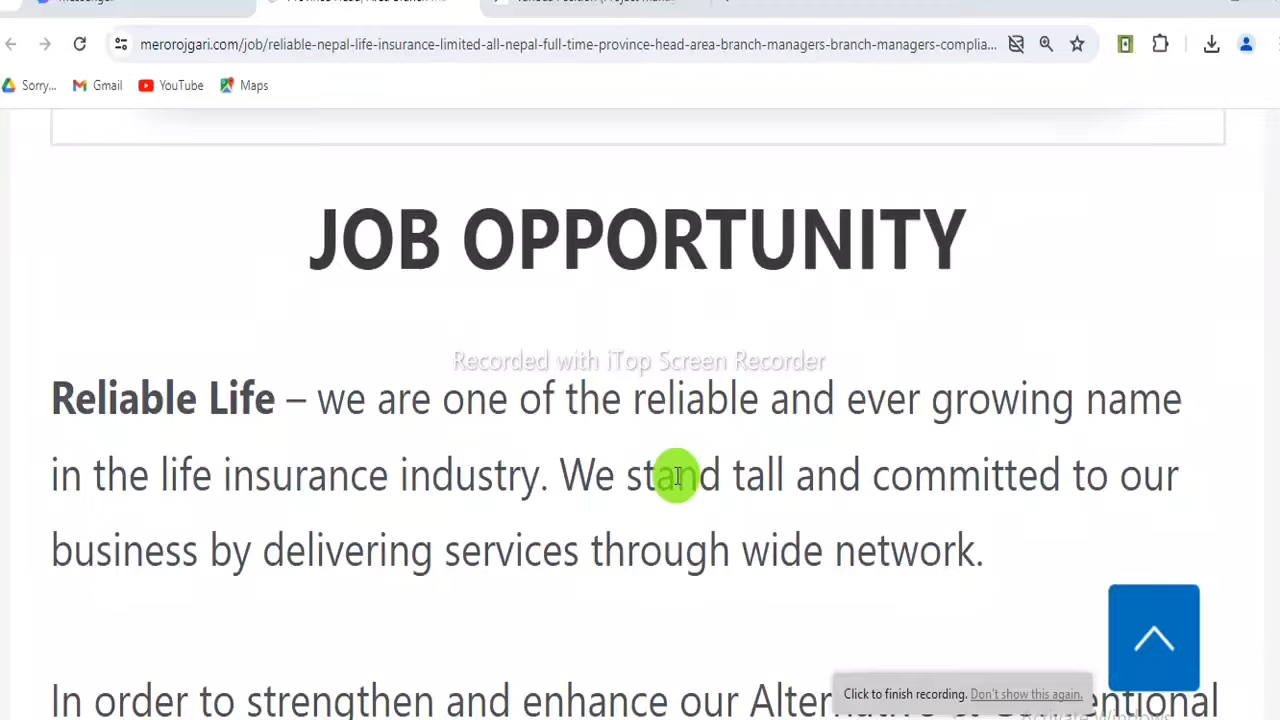 merorojgari.com/job/reliable-nepal-life-insurance-limited-all-nepal-full-time-province-head-area-branch-managers-branch-managers-complia...
Sorry... Gmail YouTube Maps
JOB OPPORTUNITY
Recorded with iTop Screen Recorder
Reliable Life – we are one of the reliable and ever growing name
in the life insurance industry. We stand tall and committed to our
business by delivering services through wide network.
Click to finish recording. Don't show this again.
In order to strengthen and enhance our